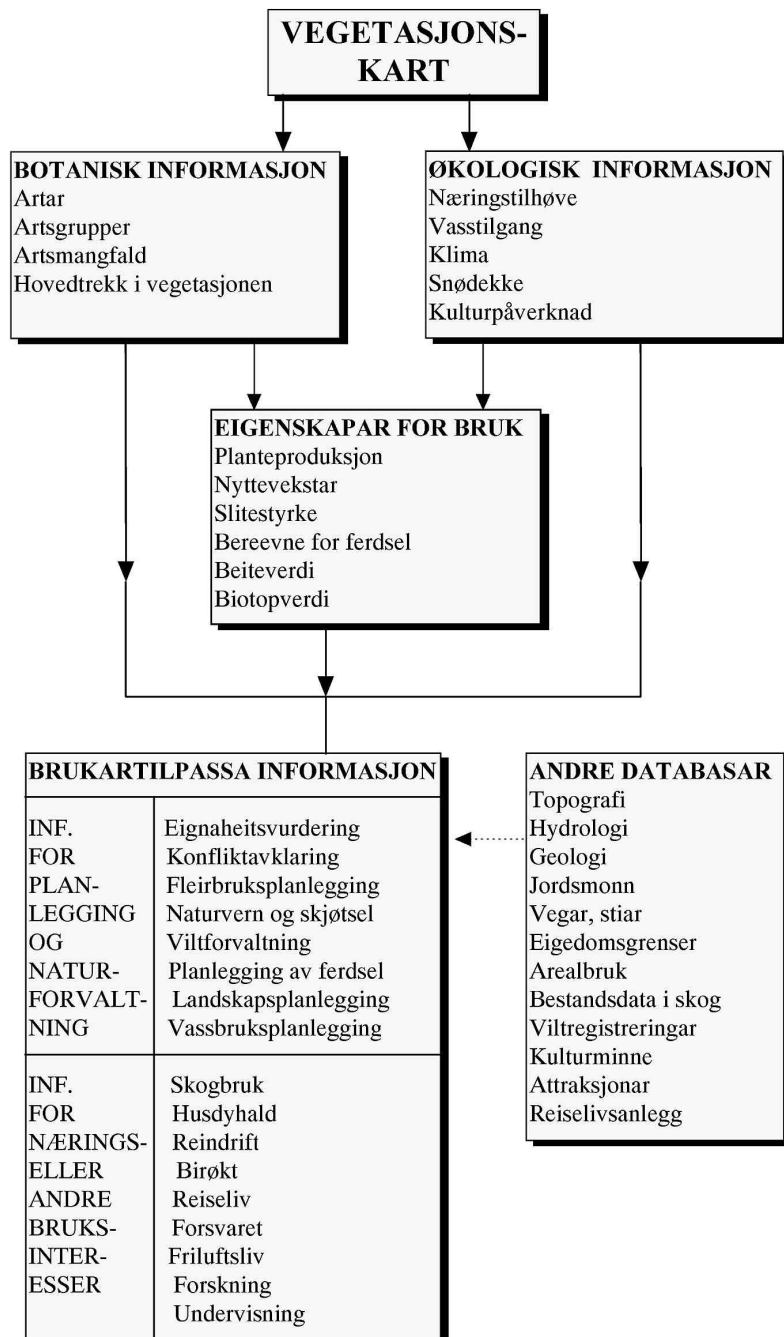 VEGETASJONS-
KART
BOTANISK INFORMASJON
Artar
Artsgrupper
Artsmangfald
Hovedtrekk i vegetasjonen
ØKOLOGISK INFORMASJON
Næringstilhøve
Vasstilgang
Klima
Snødekke
Kulturpåverknad
EIGENSKAPAR FOR BRUK
Planteproduksjon
Nyttevekstar
Slitestyrke
Bereevne for ferdsel
Beiteverdi
Biotopverdi
BRUKARTILPASSA INFORMASJON
INF.
FOR
PLAN-
LEGGING
OG
NATUR-
FORVALT-
NING
Eignaheitsvurdering
Konfliktavklaring
Fleirbruksplanlegging
Naturvern og skjøtsel
Viltforvaltning
Planlegging av ferdsel
Landskapsplanlegging
Vassbruksplanlegging
INF.
FOR
NÆRINGS-
ELLER
ANDRE
BRUKS-
INTER-
ESSER
Skogbruk
Husdyhald
Reindrift
Birøkt
Reiseliv
Forsvaret
Friluftsliv
Forskning
Undervisning
ANDRE DATABASAR
Topografi
Hydrologi
Geologi
Jordsmonn
Vegar, stiar
Eigedomsgrenser
Arealbruk
Bestandsdata i skog
Viltregistreringar
Kulturminne
Attraksjonar
Reiselivsanlegg